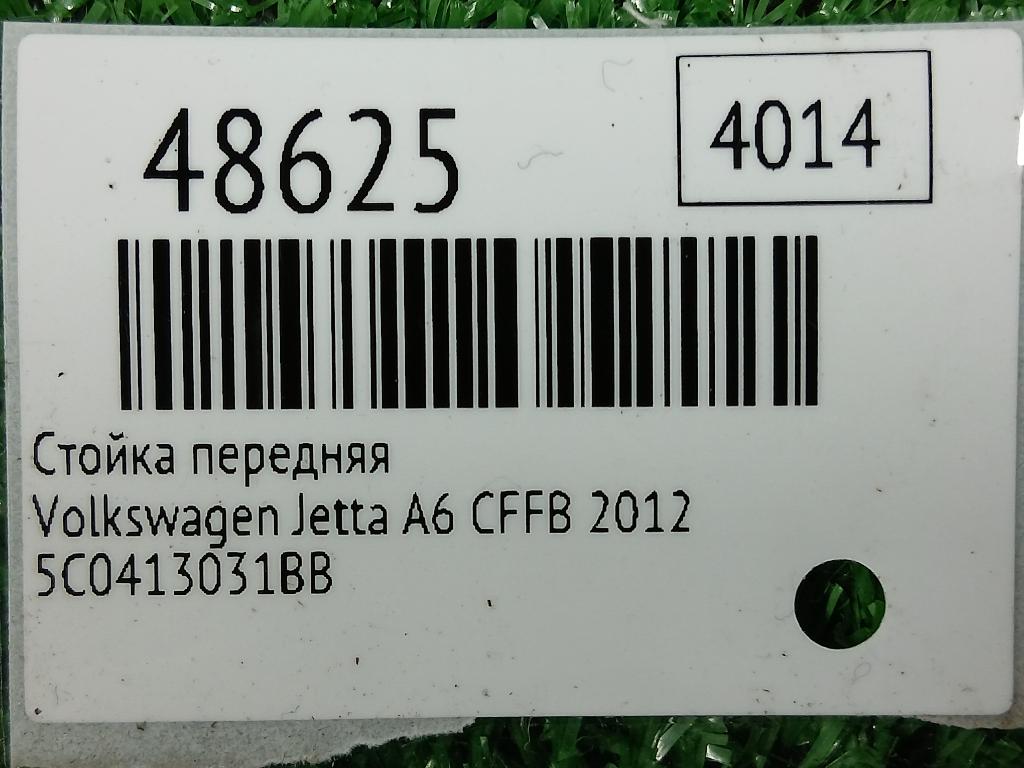 48625
4014
Стойка передняя
Volkswagen Jetta A6 CFFB 2012
5C0413031BB